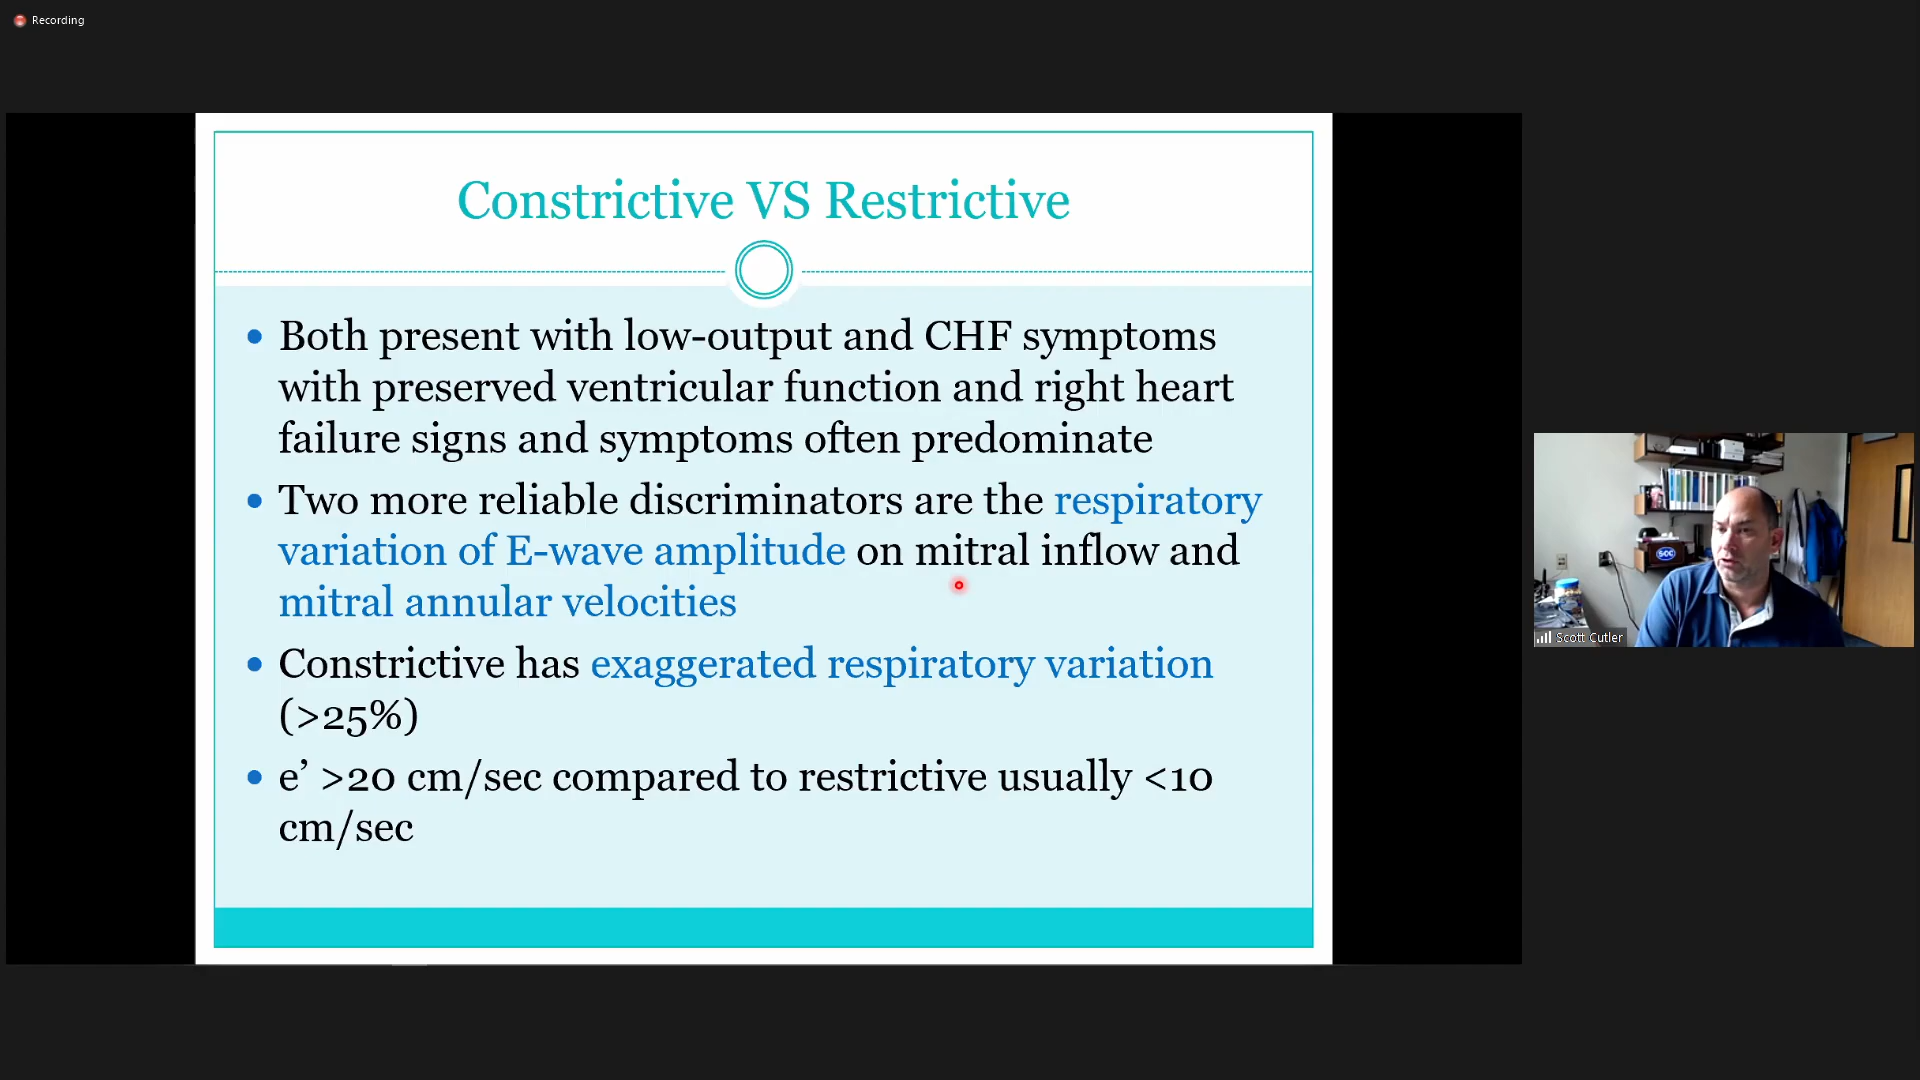 Recording
Constrictive VS Restrictive
• Both present with low-output and CHF symptoms
with preserved ventricular function and right heart
failure signs and symptoms often predominate
• Two more reliable discriminators are the respiratory
variation of E-wave amplitude on mitral inflow and
mitral annular velocities
• Constrictive has exaggerated respiratory variation
(>25%)
• e’ >20 cm/sec compared to restrictive usually <10
cm/sec
SCC
Scott Cutler